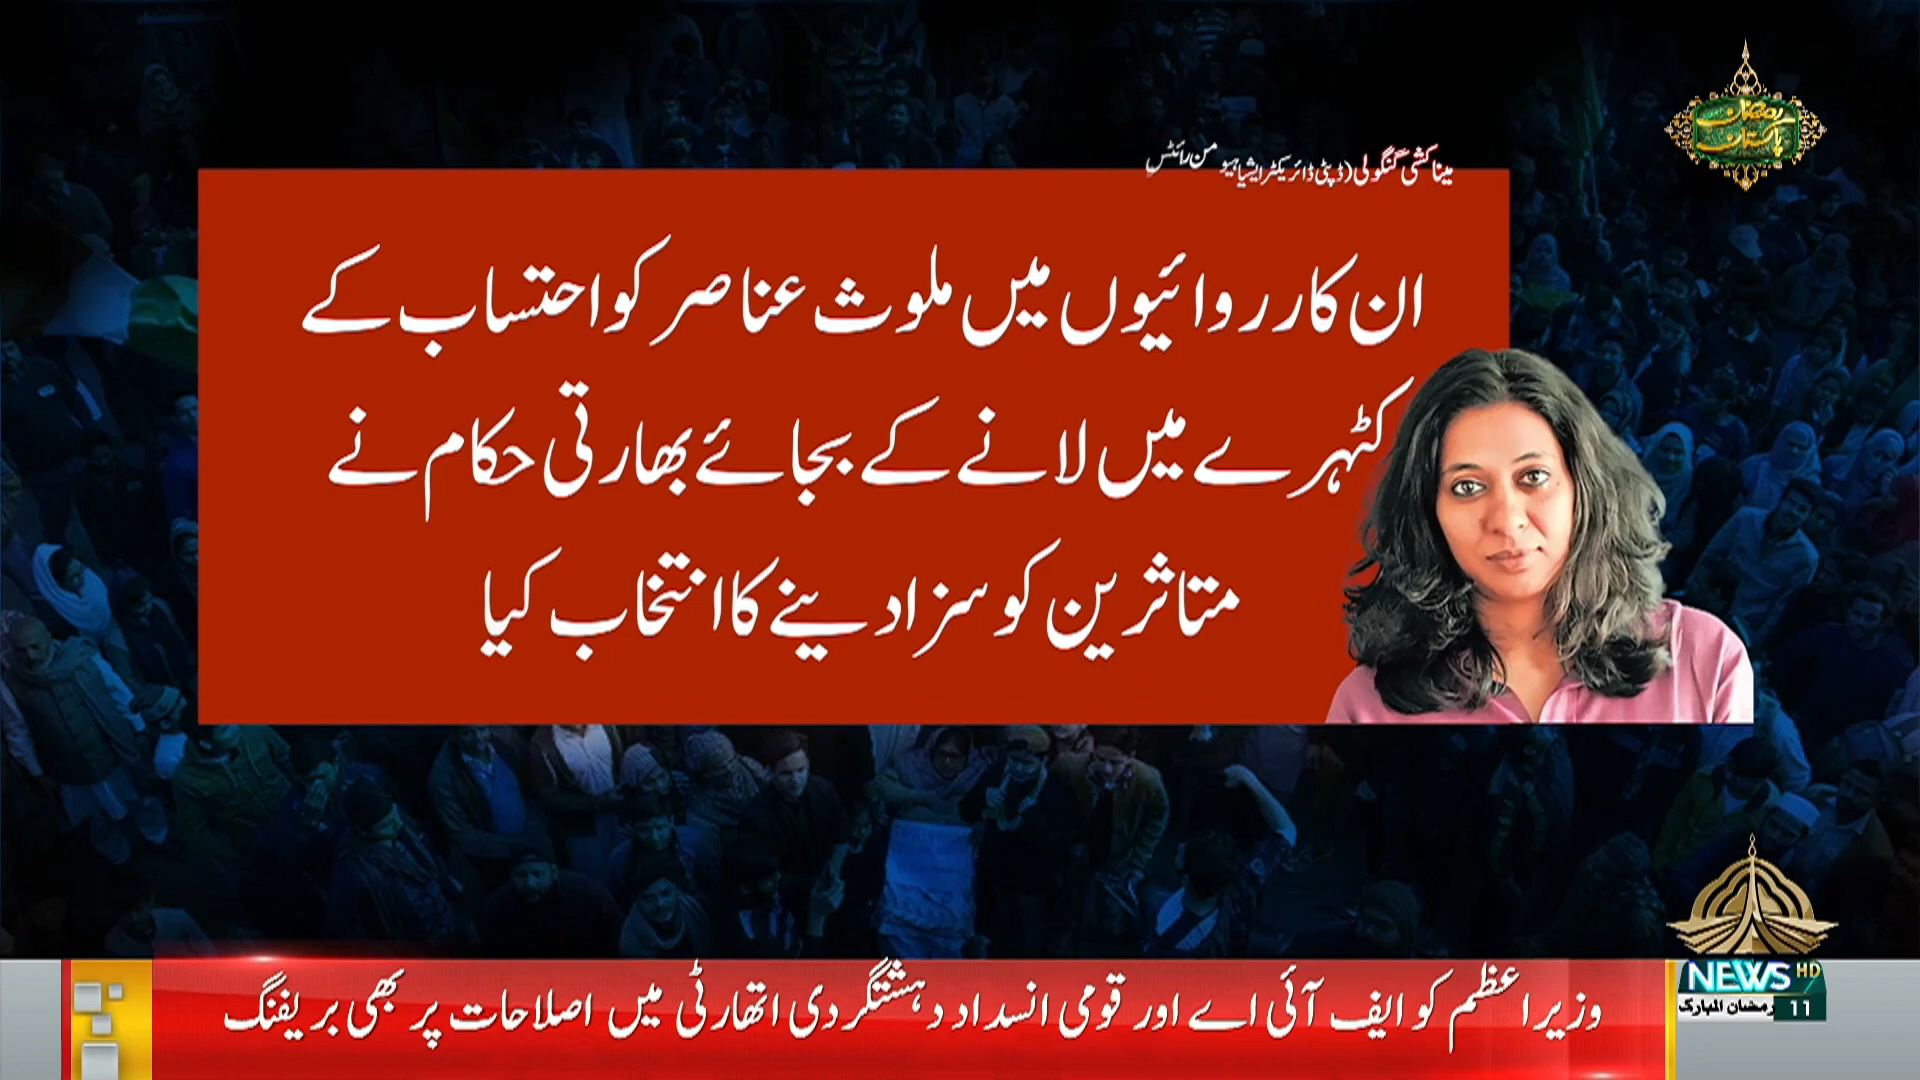 رمضان پاکستان
میناکشی گنگولی (ڈپٹی ڈائریکٹر ایشیا ہیومن رائٹس
ان کارروائیوں میں ملوث عناصر کو احتساب کے
کٹہرے میں لانے کے بجائے بھارتی حکام نے
متاثرین کو سزا دینے کا انتخاب کیا
NEWS HD
رمضان المبارک 11
وزیراعظم کو ایف آئی اے اور قومی انسداد دہشتگردی اتھارٹی میں اصلاحات پر بھی بریفنگ